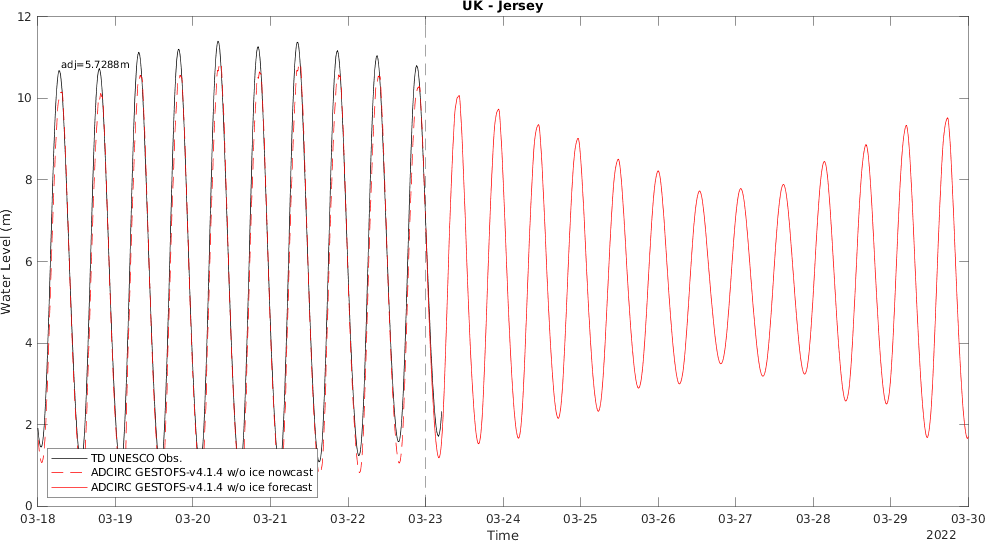 UK - Jersey
12
10
8
6
4
2
0
Water Level (m)
adj=5.7288m
TD UNESCO Obs.
ADCIRC GESTOFS-v4.1.4 w/o ice nowcast
ADCIRC GESTOFS-v4.1.4 w/o ice forecast
03-18 03-19 03-20 03-21 03-22 03-23 03-24 03-25 03-26 03-27 03-28 03-29 03-30
Time
2022